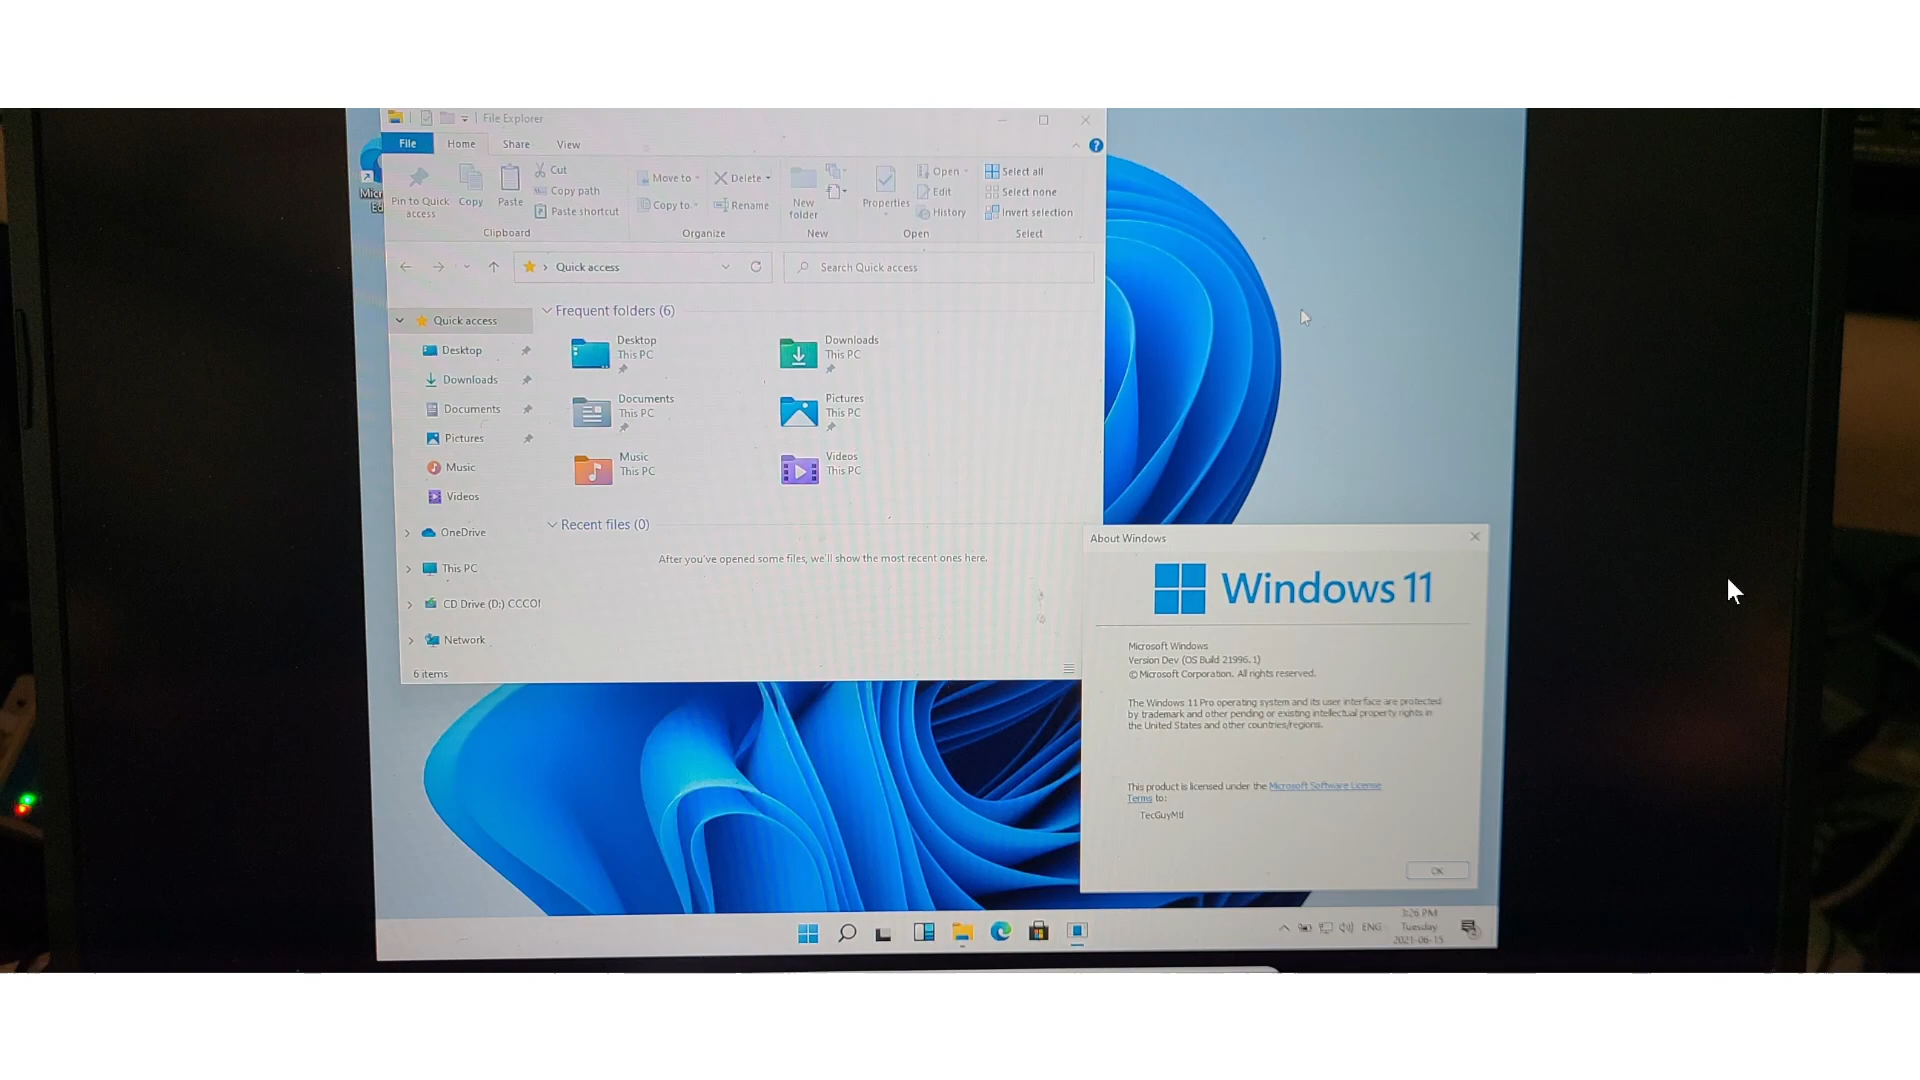 File Explorer
File Home Share View
Pin to Quick access
Copy
Paste
Cut
Copy path
Paste shortcut
Clipboard
Move to
Copy to
Delete
Rename
Organize
New folder
New
Properties
Open
Edit
History
Open
Select all
Select none
Invert selection
Select
Quick access
Search Quick access
Quick access
Desktop
Downloads
Documents
Pictures
Music
Videos
OneDrive
This PC
CD Drive (D:)
Network
Frequent folders (6)
Desktop
This PC
Downloads
This PC
Documents
This PC
Pictures
This PC
Music
This PC
Videos
This PC
Recent files (0)
After you've opened some files, we'll show the most recent ones here.
6 items
About Windows
Windows 11
Microsoft Windows
Version Dev (OS Build 21996.1)
© Microsoft Corporation. All rights reserved.
The Windows 11 Pro operating system and its user interface are protected
by trademark and other pending or existing intellectual property rights in
the United States and other countries/regions.
This product is licensed under the Microsoft Software License
Terms to:
TecGuyMtl
OK
ENG
3:26 PM
Tuesday
2021-06-15